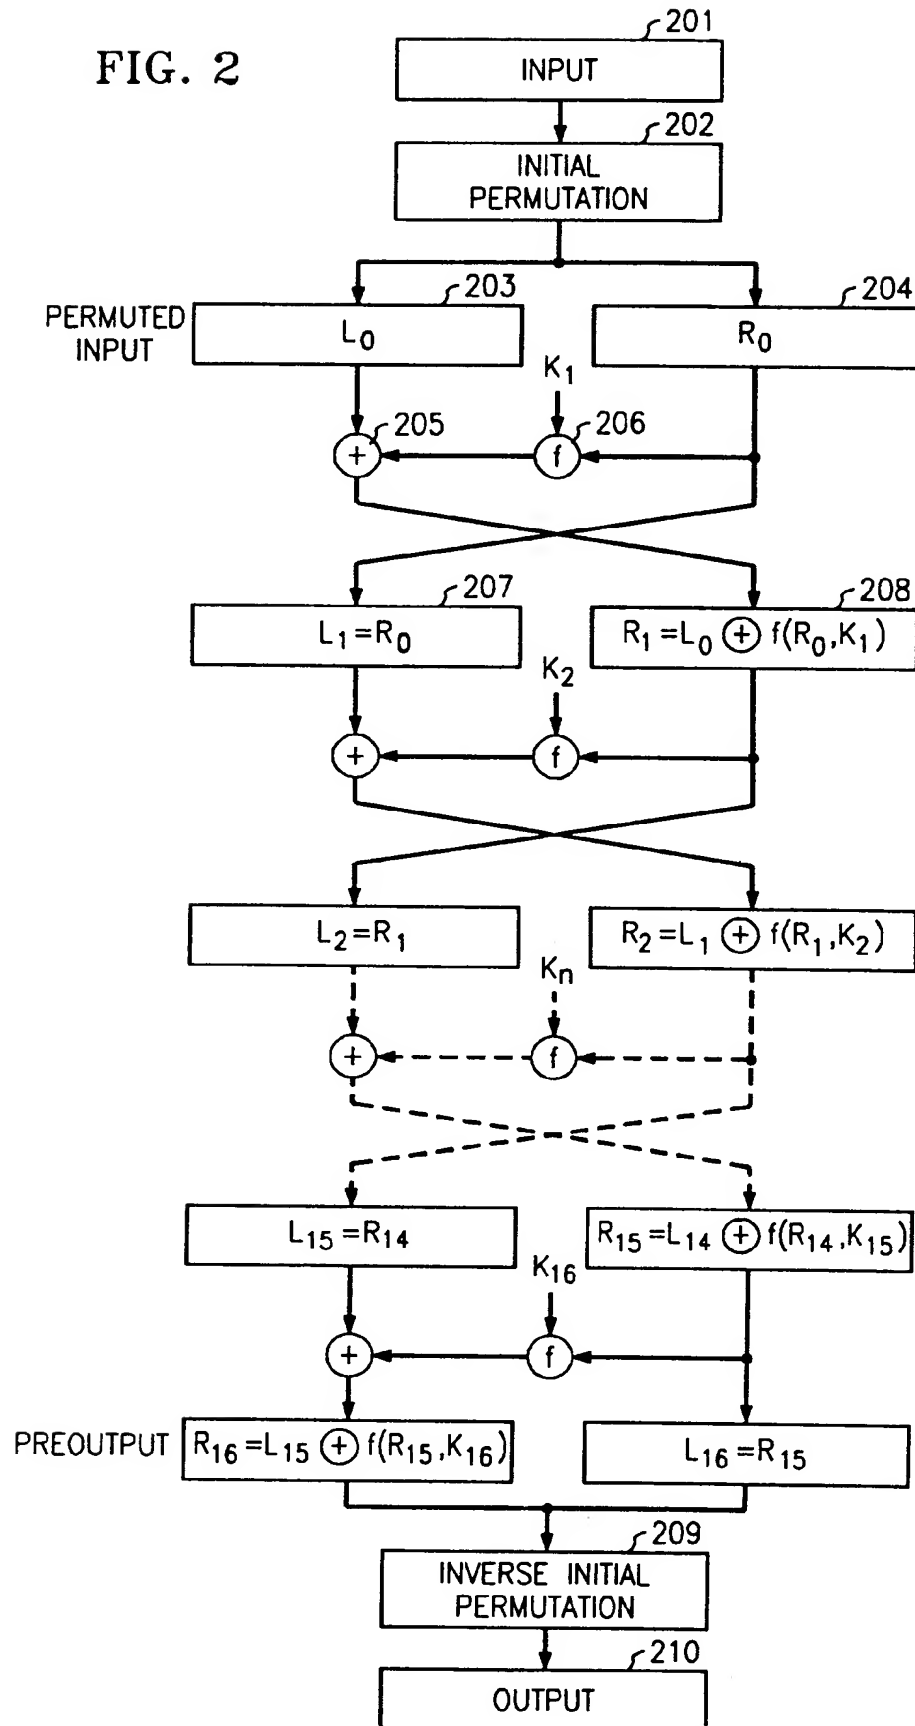 FIG. 2
201
INPUT
202
INITIAL
PERMUTATION
203
204
PERMUTED
INPUT
L0
R0
K1
205
206
+
f
207
208
L1=R0
R1=L0 ⊕ f(R0,K1)
K2
+
f
L2=R1
R2=L1 ⊕ f(R1,K2)
Kn
+
f
L15=R14
R15=L14 ⊕ f(R14,K15)
K16
+
f
PREOUTPUT
R16=L15 ⊕ f(R15,K16)
L16=R15
209
INVERSE INITIAL
PERMUTATION
210
OUTPUT